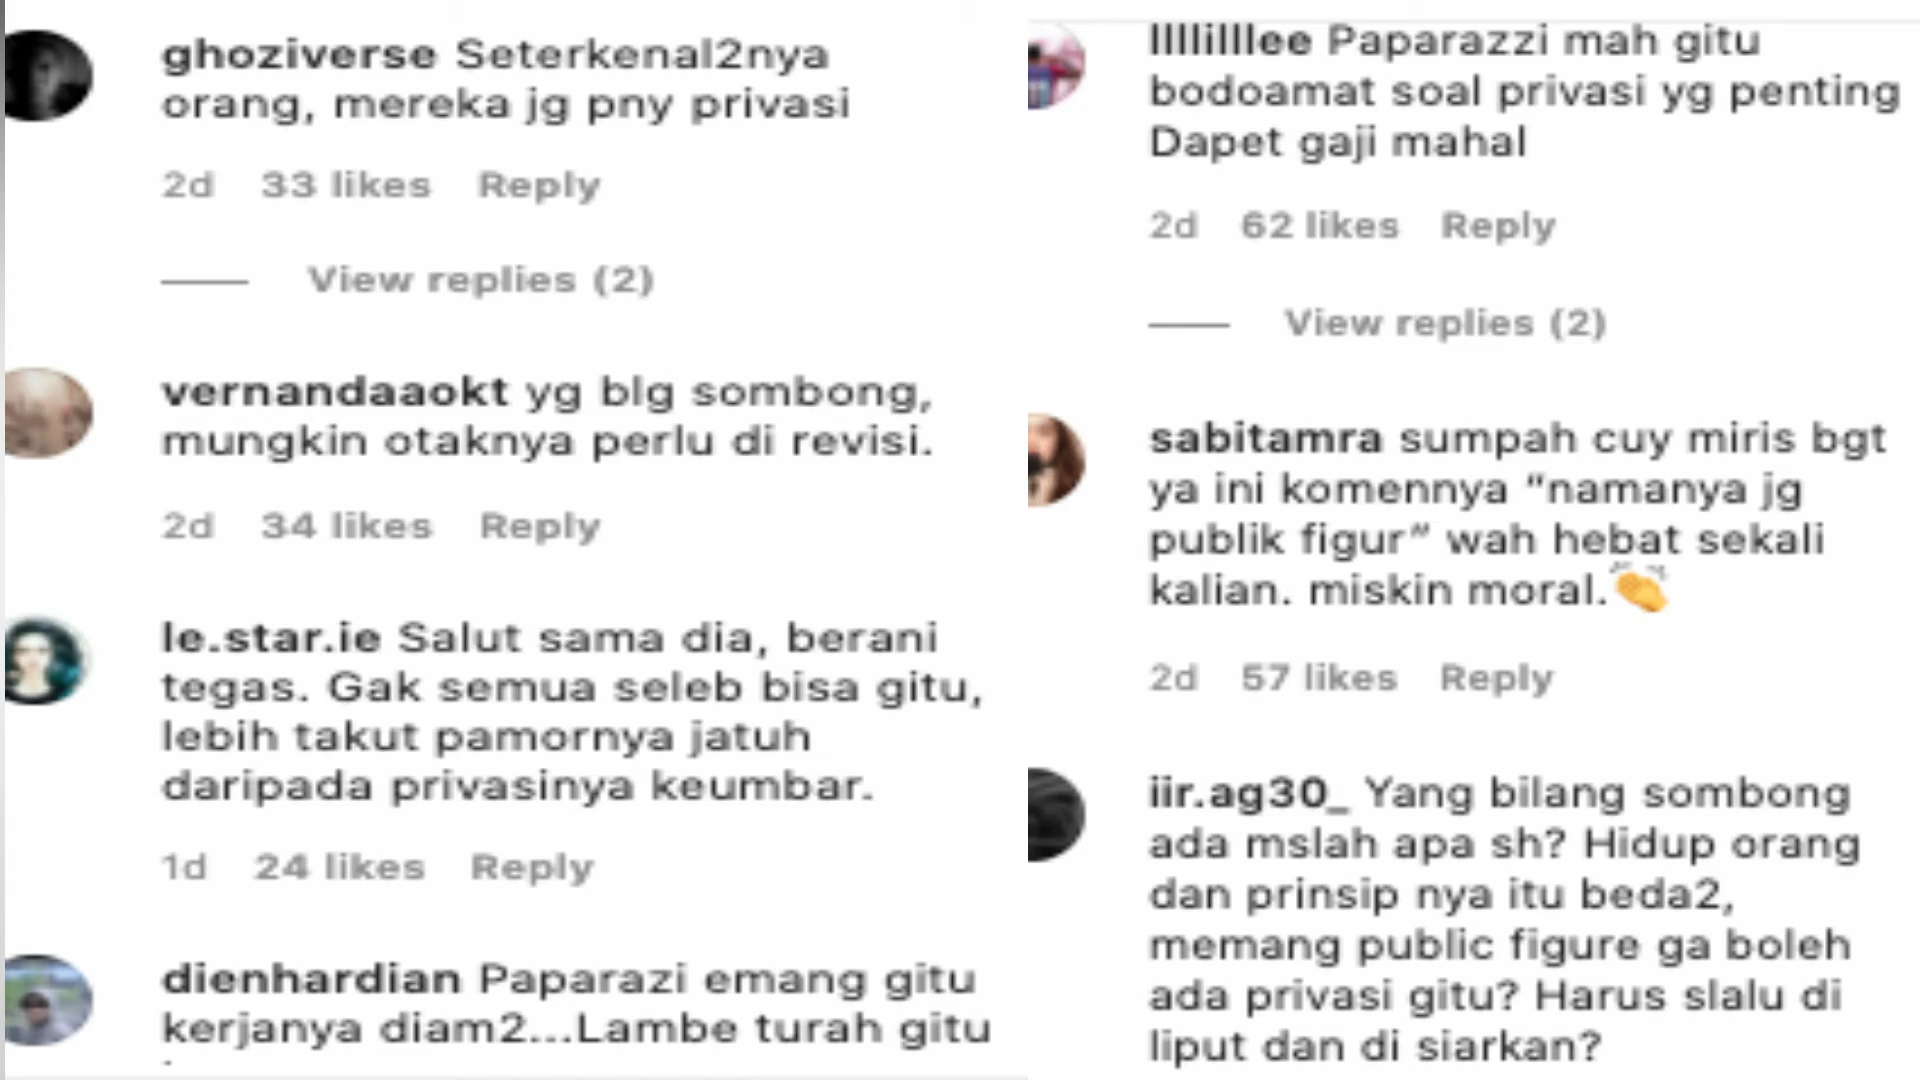 ghoziverse Seterkenal2nya
orang, mereka jg pny privasi
2d 33 likes Reply
View replies (2)
vernandaaokt yg blg sombong,
mungkin otaknya perlu di revisi.
2d 34 likes Reply
le.star.ie Salut sama dia, berani
tegas. Gak semua seleb bisa gitu,
lebih takut pamornya jatuh
daripada privasinya keumbar.
1d 24 likes Reply
dienhardian Paparazi emang gitu
kerjanya diam2...Lambe turah gitu
Paparazzi mah gitu
bodoamat soal privasi yg penting
Dapet gaji mahal
2d 62 likes Reply
View replies (2)
sabitamra sumpah cuy miris bgt
ya ini komennya “namanya jg
publik figur” wah hebat sekali
kalian. miskin moral.👏
2d 57 likes Reply
iir.ag30_ Yang bilang sombong
ada mslah apa sh? Hidup orang
dan prinsip nya itu beda2,
memang public figure ga boleh
ada privasi gitu? Harus slalu di
liput dan di siarkan?